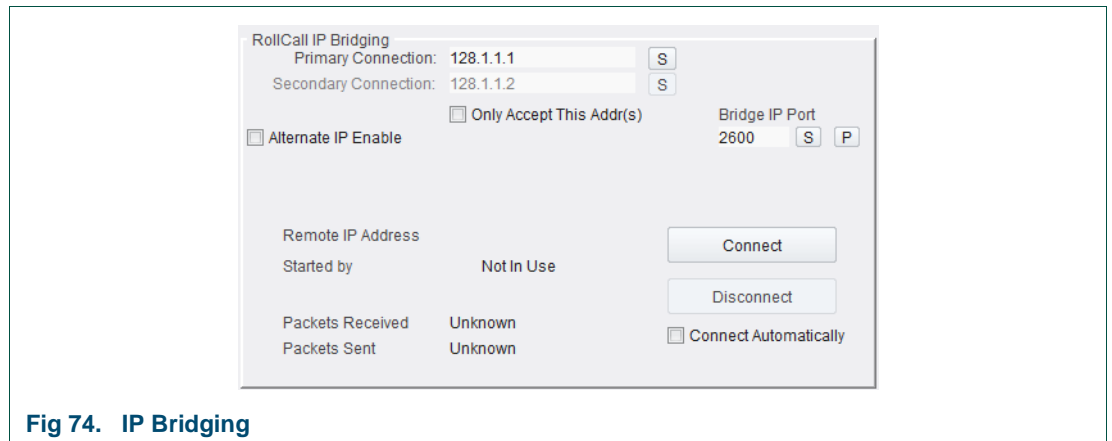 RollCall IP Bridging
Primary Connection: 128.1.1.1 S
Secondary Connection: 128.1.1.2 S
Only Accept This Addr(s) Bridge IP Port
Alternate IP Enable 2600 S P
Remote IP Address Connect
Started by Not In Use
Disconnect
Packets Received Unknown
Connect Automatically
Packets Sent Unknown
Fig 74. IP Bridging